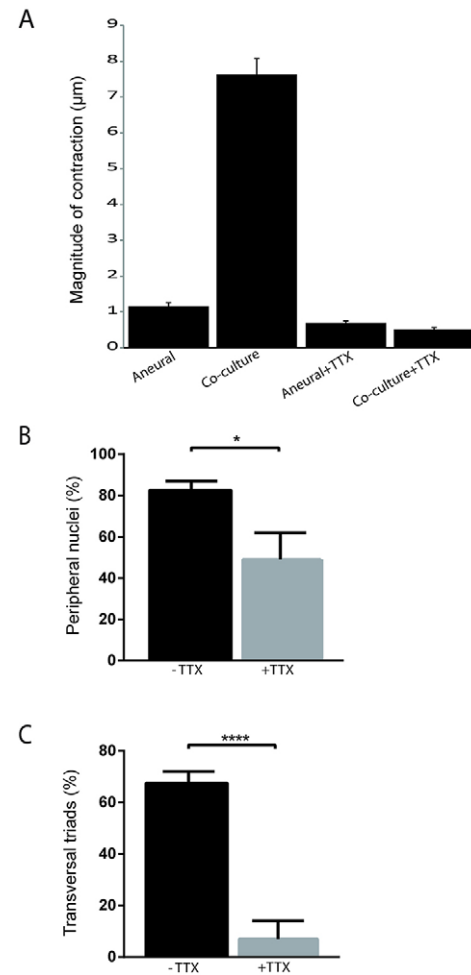 A
Magnitude of contraction (µm)
9
8
7
6
5
4
3
2
1
0
Aneural
Co-culture
Aneural+TTX
Co-culture+TTX
B
Peripheral nuclei (%)
*
100
80
60
40
20
0
-TTX +TTX
C
Transversal triads (%)
****
80
60
40
20
0
-TTX +TTX